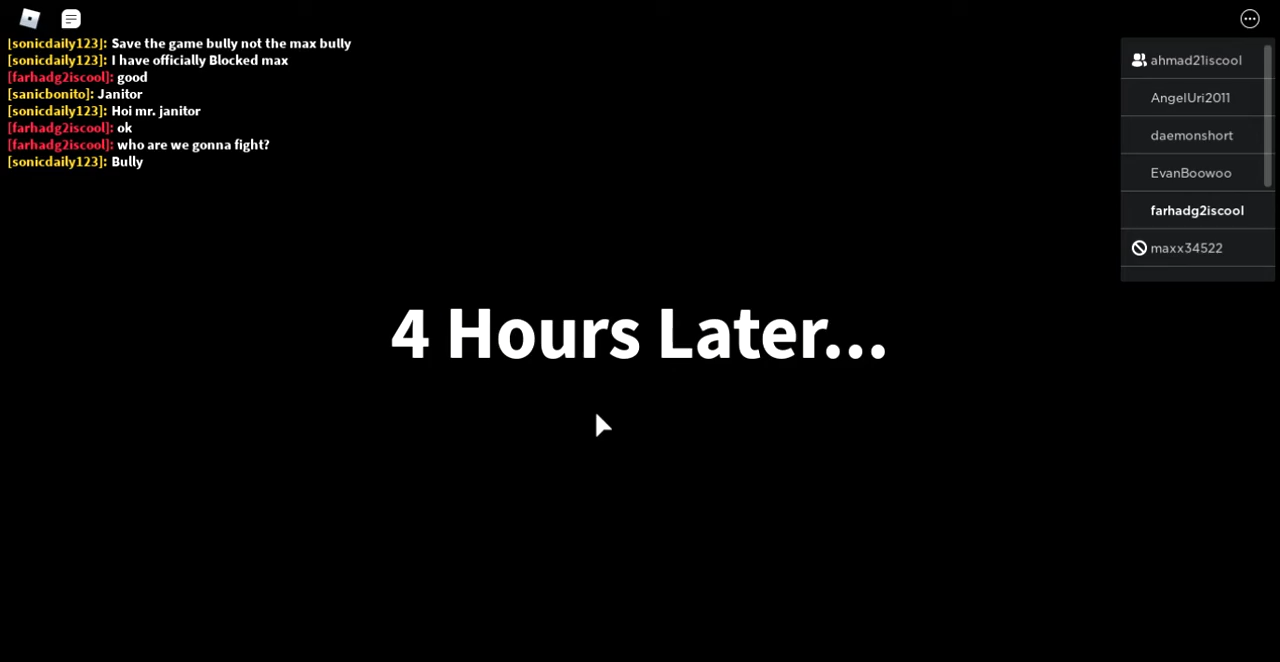 [sonicdaily123]: Save the game bully not the max bully
[sonicdaily123]: I have officially Blocked max
[farhadg2iscool]: good
[sanicbonito]: Janitor
[sonicdaily123]: Hoi mr. janitor
[farhadg2iscool]: ok
[farhadg2iscool]: who are we gonna fight?
[sonicdaily123]: Bully
ahmad21iscool
AngelUri2011
daemonshort
EvanBoowoo
farhadg2iscool
maxx34522
4 Hours Later...